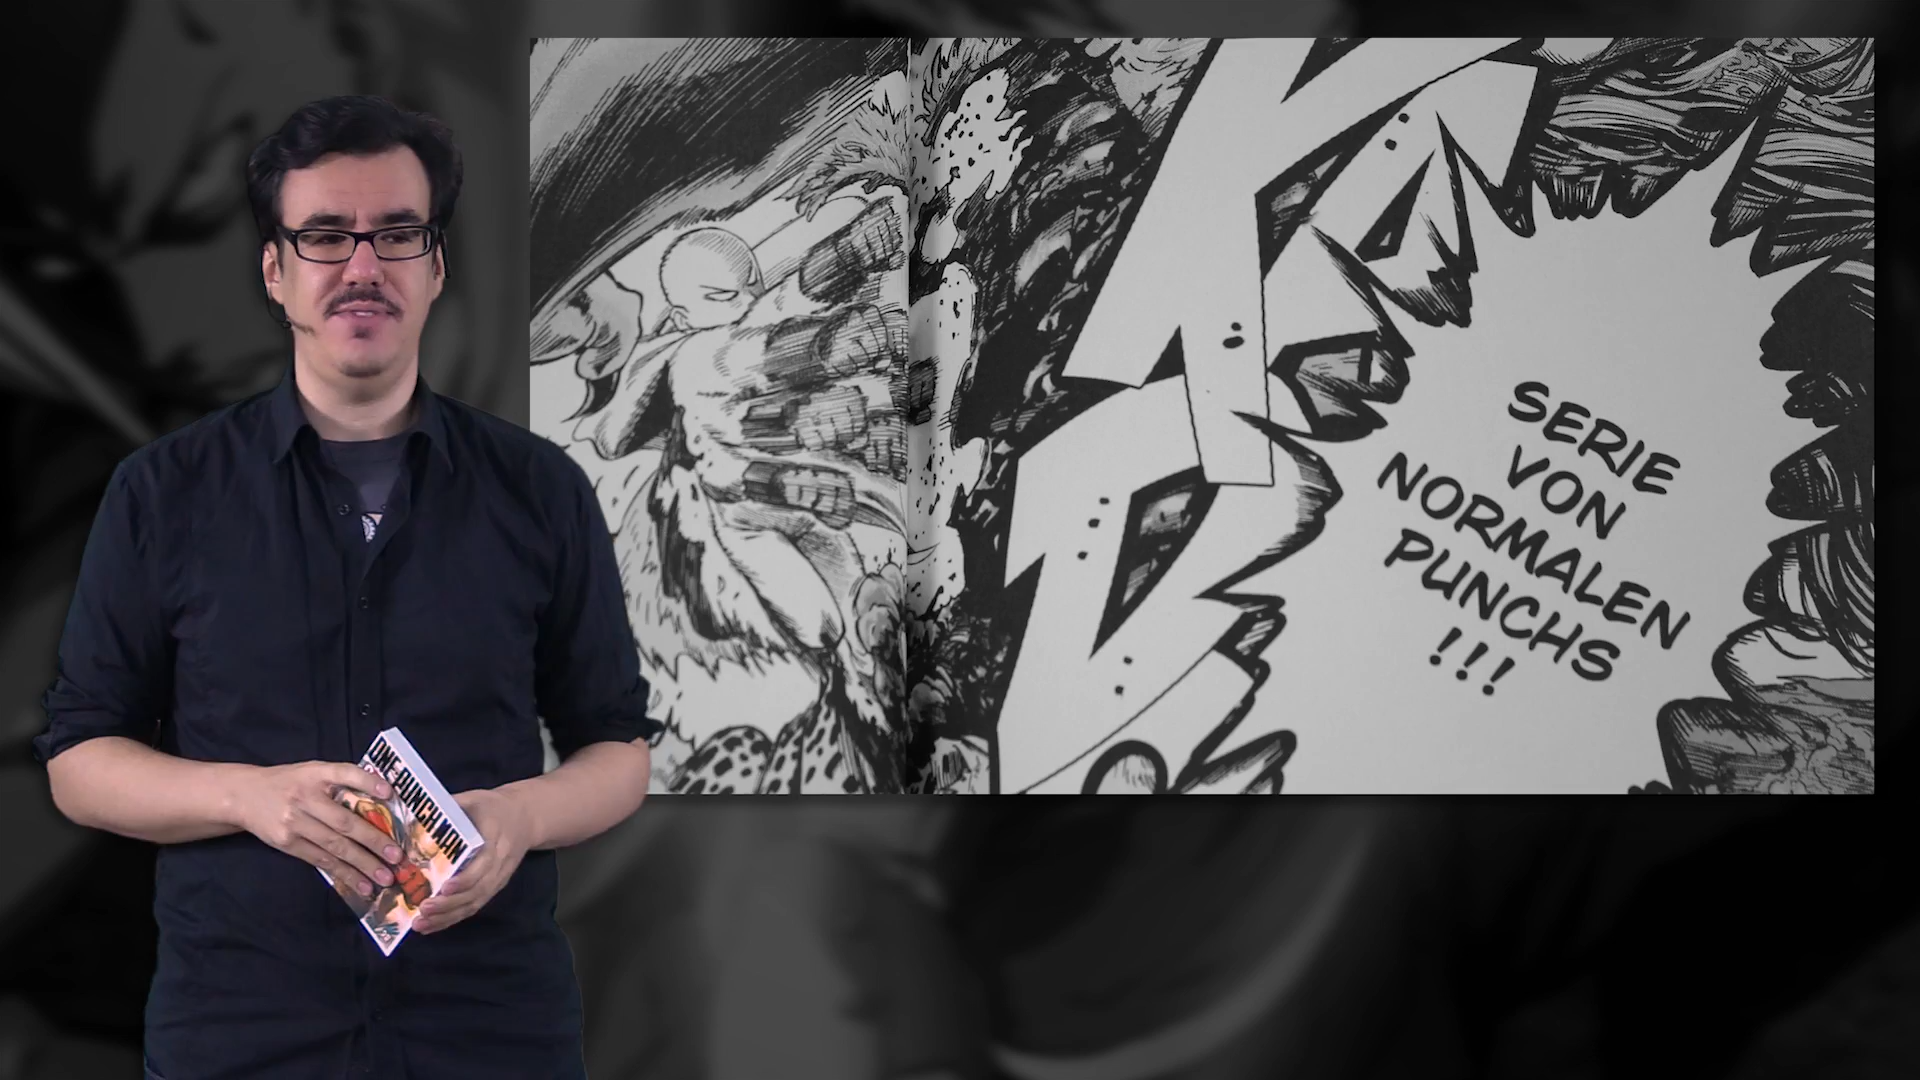 ONE-PUNCH MAN
SERIE
VON
NORMALEN
PUNCHS
!!!